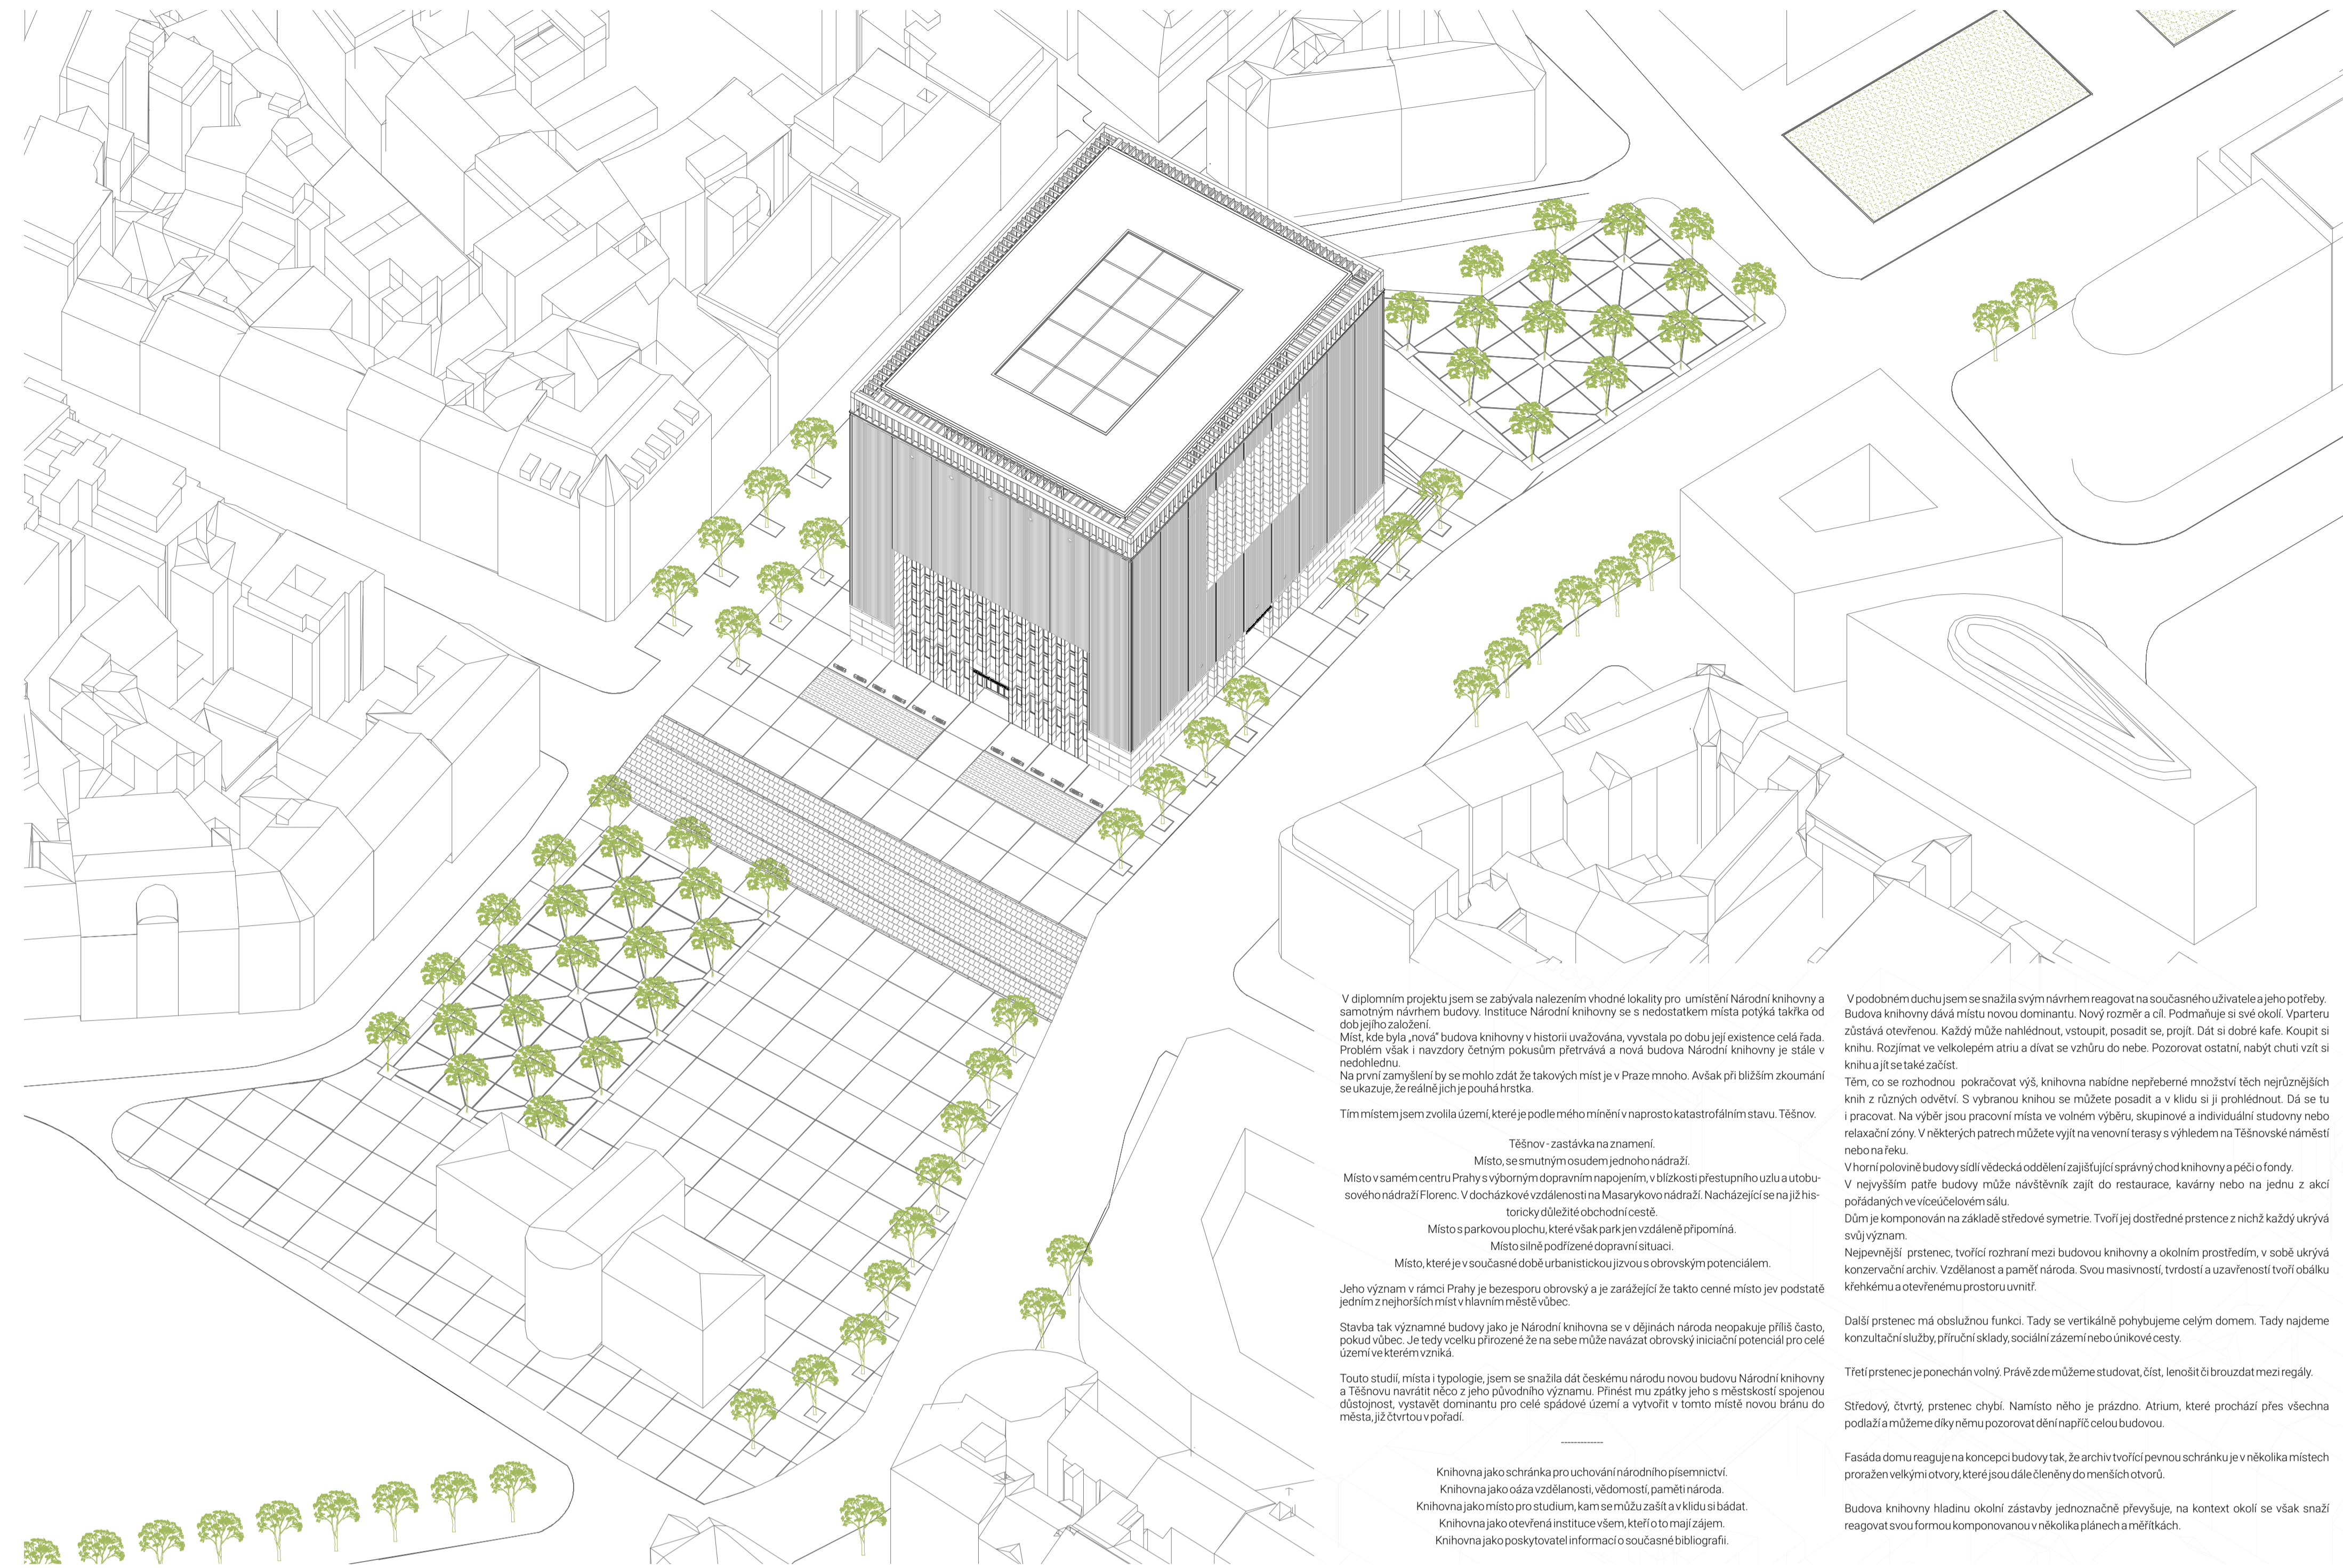 V diplomním projektu jsem se zabývala nalezením vhodné lokality pro umístění Národní knihovny a
samotným návrhem budovy. Instituce Národní knihovny se s nedostatkem místa potýká takřka od
dob jejího založení.
Míst, kde byla „nová" budova knihovny v historii uvažována, vyvstala po dobu její existence celá řada.
Problém však i navzdory četným pokusům přetrvává a nová budova Národní knihovny je stále v
nedohlednu.
Na první zamyšlení by se mohlo zdát že takových míst je v Praze mnoho. Avšak při bližším zkoumání
se ukazuje, že reálně jich je pouhá hrstka.
Tím místem jsem zvolila území, které je podle mého mínění v naprosto katastrofálním stavu. Těšnov.
Těšnov - zastávka na znamení.
Místo, se smutným osudem jednoho nádraží.
Místo v samém centru Prahy s výborným dopravním napojením, v blízkosti přestupního uzlu a utobu-
sového nádraží Florenc. V docházkové vzdálenosti na Masarykovo nádraží. Nacházející se na již his-
toricky důležité obchodní cestě.
Místo s parkovou plochu, které však park jen vzdáleně připomíná.
Místo silně podřízené dopravní situaci.
Místo, které je v současné době urbanistickou jizvou s obrovským potenciálem.
Jeho význam v rámci Prahy je bezesporu obrovský a je zarážející že takto cenné místo jev podstatě
jedním z nejhorších míst v hlavním městě vůbec.
Stavba tak významné budovy jako je Národní knihovna se v dějinách národa neopakuje příliš často,
pokud vůbec. Je tedy vcelku přirozené že na sebe může navázat obrovský iniciační potenciál pro celé
území ve kterém vzniká.
Touto studií, místa i typologie, jsem se snažila dát českému národu novou budovu Národní knihovny
a Těšnovu navrátit něco z jeho původního významu. Přinést mu zpátky jeho s městskostí spojenou
důstojnost, vystavět dominantu pro celé spádové území a vytvořit v tomto místě novou bránu do
města, již čtvrtou v pořadí.
-------------
Knihovna jako schránka pro uchování národního písemnictví.
Knihovna jako oáza vzdělanosti, vědomostí, paměti národa.
Knihovna jako místo pro studium, kam se můžu zašít a v klidu si bádat.
Knihovna jako otevřená instituce všem, kteří o to mají zájem.
Knihovna jako poskytovatel informací o současné bibliografii.
V podobném duchu jsem se snažila svým návrhem reagovat na současného uživatele a jeho potřeby.
Budova knihovny dává místu novou dominantu. Nový rozměr a cíl. Podmaňuje si své okolí. Vparteru
zůstává otevřenou. Každý může nahlédnout, vstoupit, posadit se, projít. Dát si dobré kafe. Koupit si
knihu. Rozjímat ve velkolepém atriu a dívat se vzhůru do nebe. Pozorovat ostatní, nabýt chuti vzít si
knihu a jít se také začíst.
Těm, co se rozhodnou pokračovat výš, knihovna nabídne nepřeberné množství těch nejrůznějších
knih z různých odvětví. S vybranou knihou se můžete posadit a v klidu si ji prohlédnout. Dá se tu
i pracovat. Na výběr jsou pracovní místa ve volném výběru, skupinové a individuální studovny nebo
relaxační zóny. V některých patrech můžete vyjít na venovní terasy s výhledem na Těšnovské náměstí
nebo na řeku.
V horní polovině budovy sídlí vědecká oddělení zajišťující správný chod knihovny a péči o fondy.
V nejvyšším patře budovy může návštěvník zajít do restaurace, kavárny nebo na jednu z akcí
pořádaných ve víceúčelovém sálu.
Dům je komponován na základě středové symetrie. Tvoří jej dostředné prstence z nichž každý ukrývá
svůj význam.
Nejpevnější prstenec, tvořící rozhraní mezi budovou knihovny a okolním prostředím, v sobě ukrývá
konzervační archiv. Vzdělanost a paměť národa. Svou masivností, tvrdostí a uzavřeností tvoří obálku
křehkému a otevřenému prostoru uvnitř.
Další prstenec má obslužnou funkci. Tady se vertikálně pohybujeme celým domem. Tady najdeme
konzultační služby, příruční sklady, sociální zázemí nebo únikové cesty.
Třetí prstenec je ponechán volný. Právě zde můžeme studovat, číst, lenošit či brouzdat mezi regály.
Středový, čtvrtý, prstenec chybí. Namísto něho je prázdno. Atrium, které prochází přes všechna
podlaží a můžeme díky němu pozorovat dění napříč celou budovou.
Fasáda domu reaguje na koncepci budovy tak, že archiv tvořící pevnou schránku je v několika místech
proražen velkými otvory, které jsou dále členěny do menších otvorů.
Budova knihovny hladinu okolní zástavby jednoznačně převyšuje, na kontext okolí se však snaží
reagovat svou formou komponovanou v několika plánech a měřítkách.